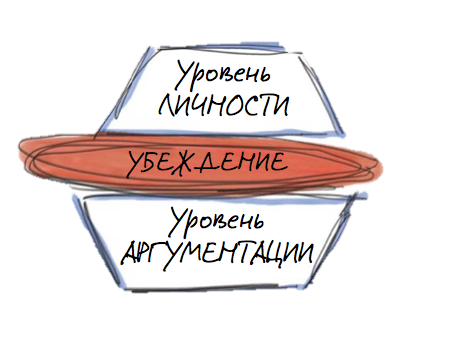 Уровень
ЛИЧНОСТИ
УБЕЖДЕНИЕ
Уровень
АРГУМЕНТАЦИИ